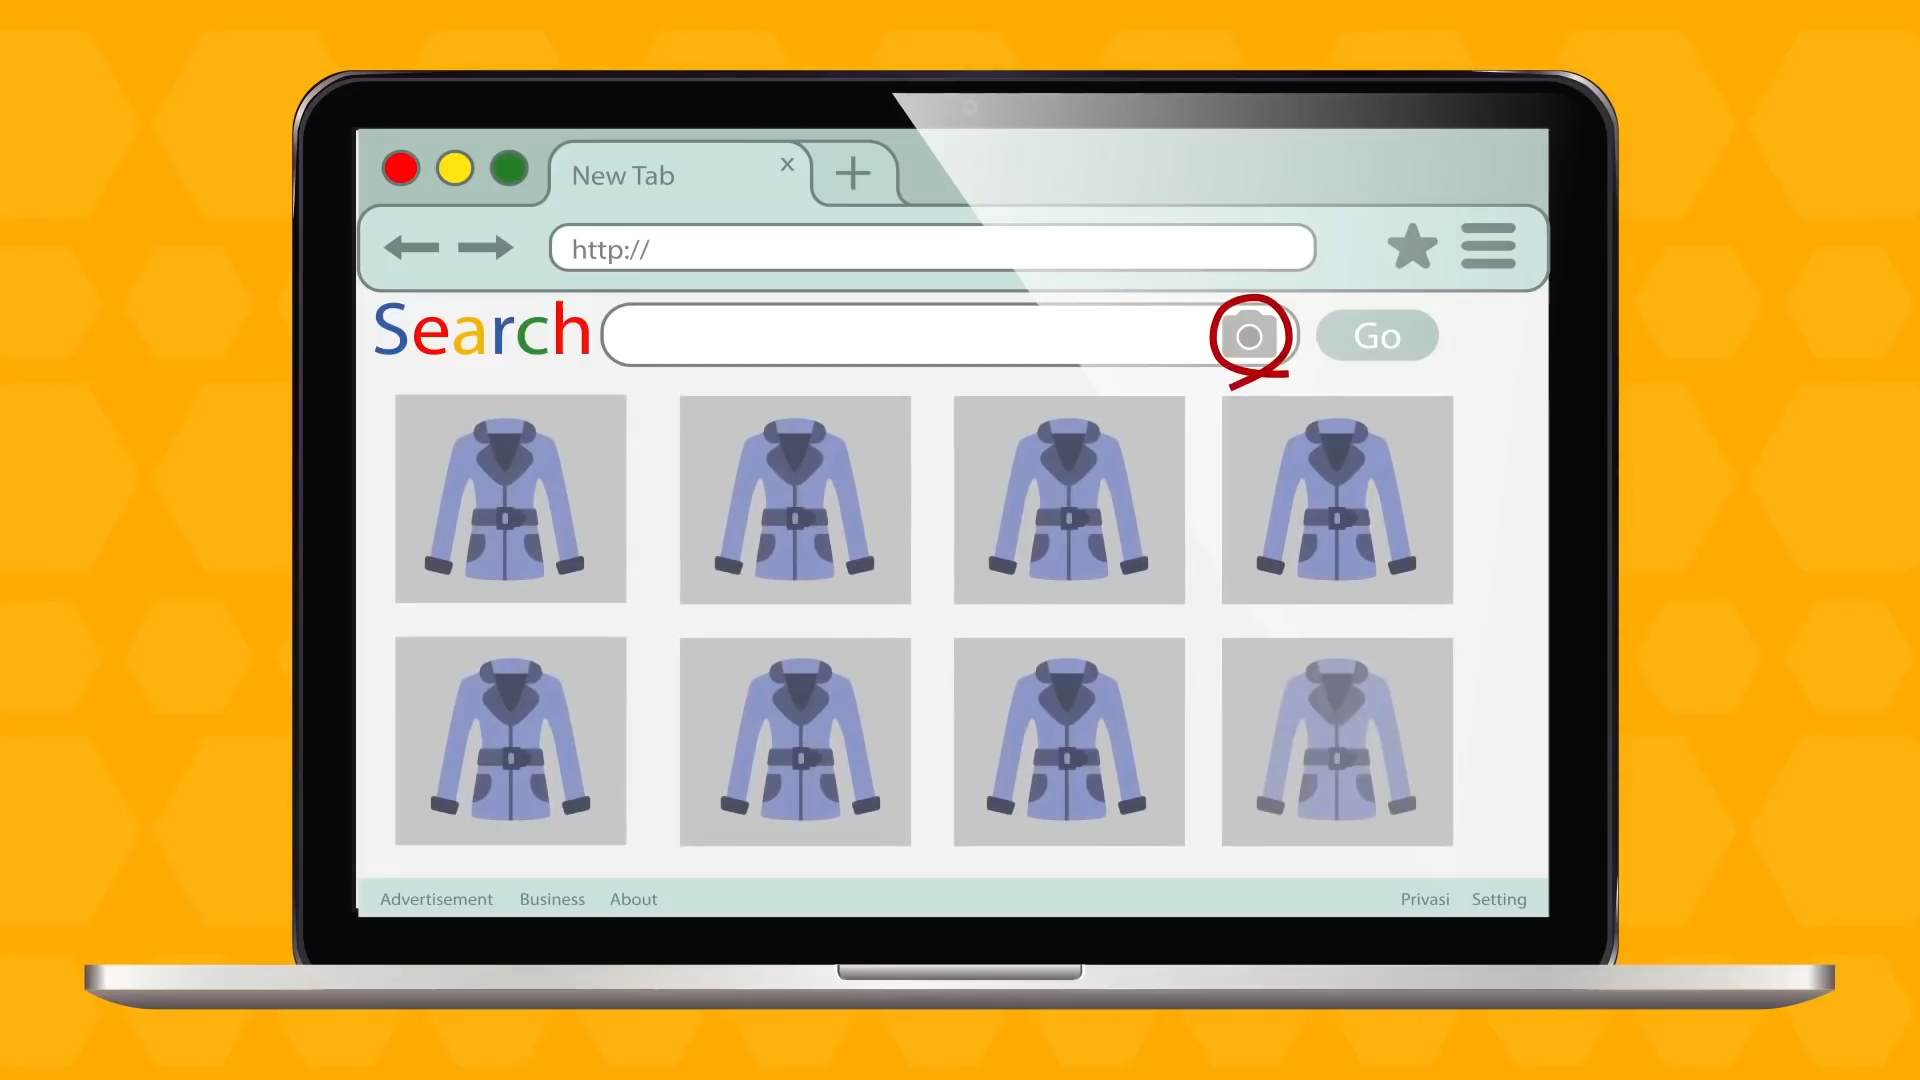 New Tab x
http://
Search
Go
Advertisement Business About Privasi Setting